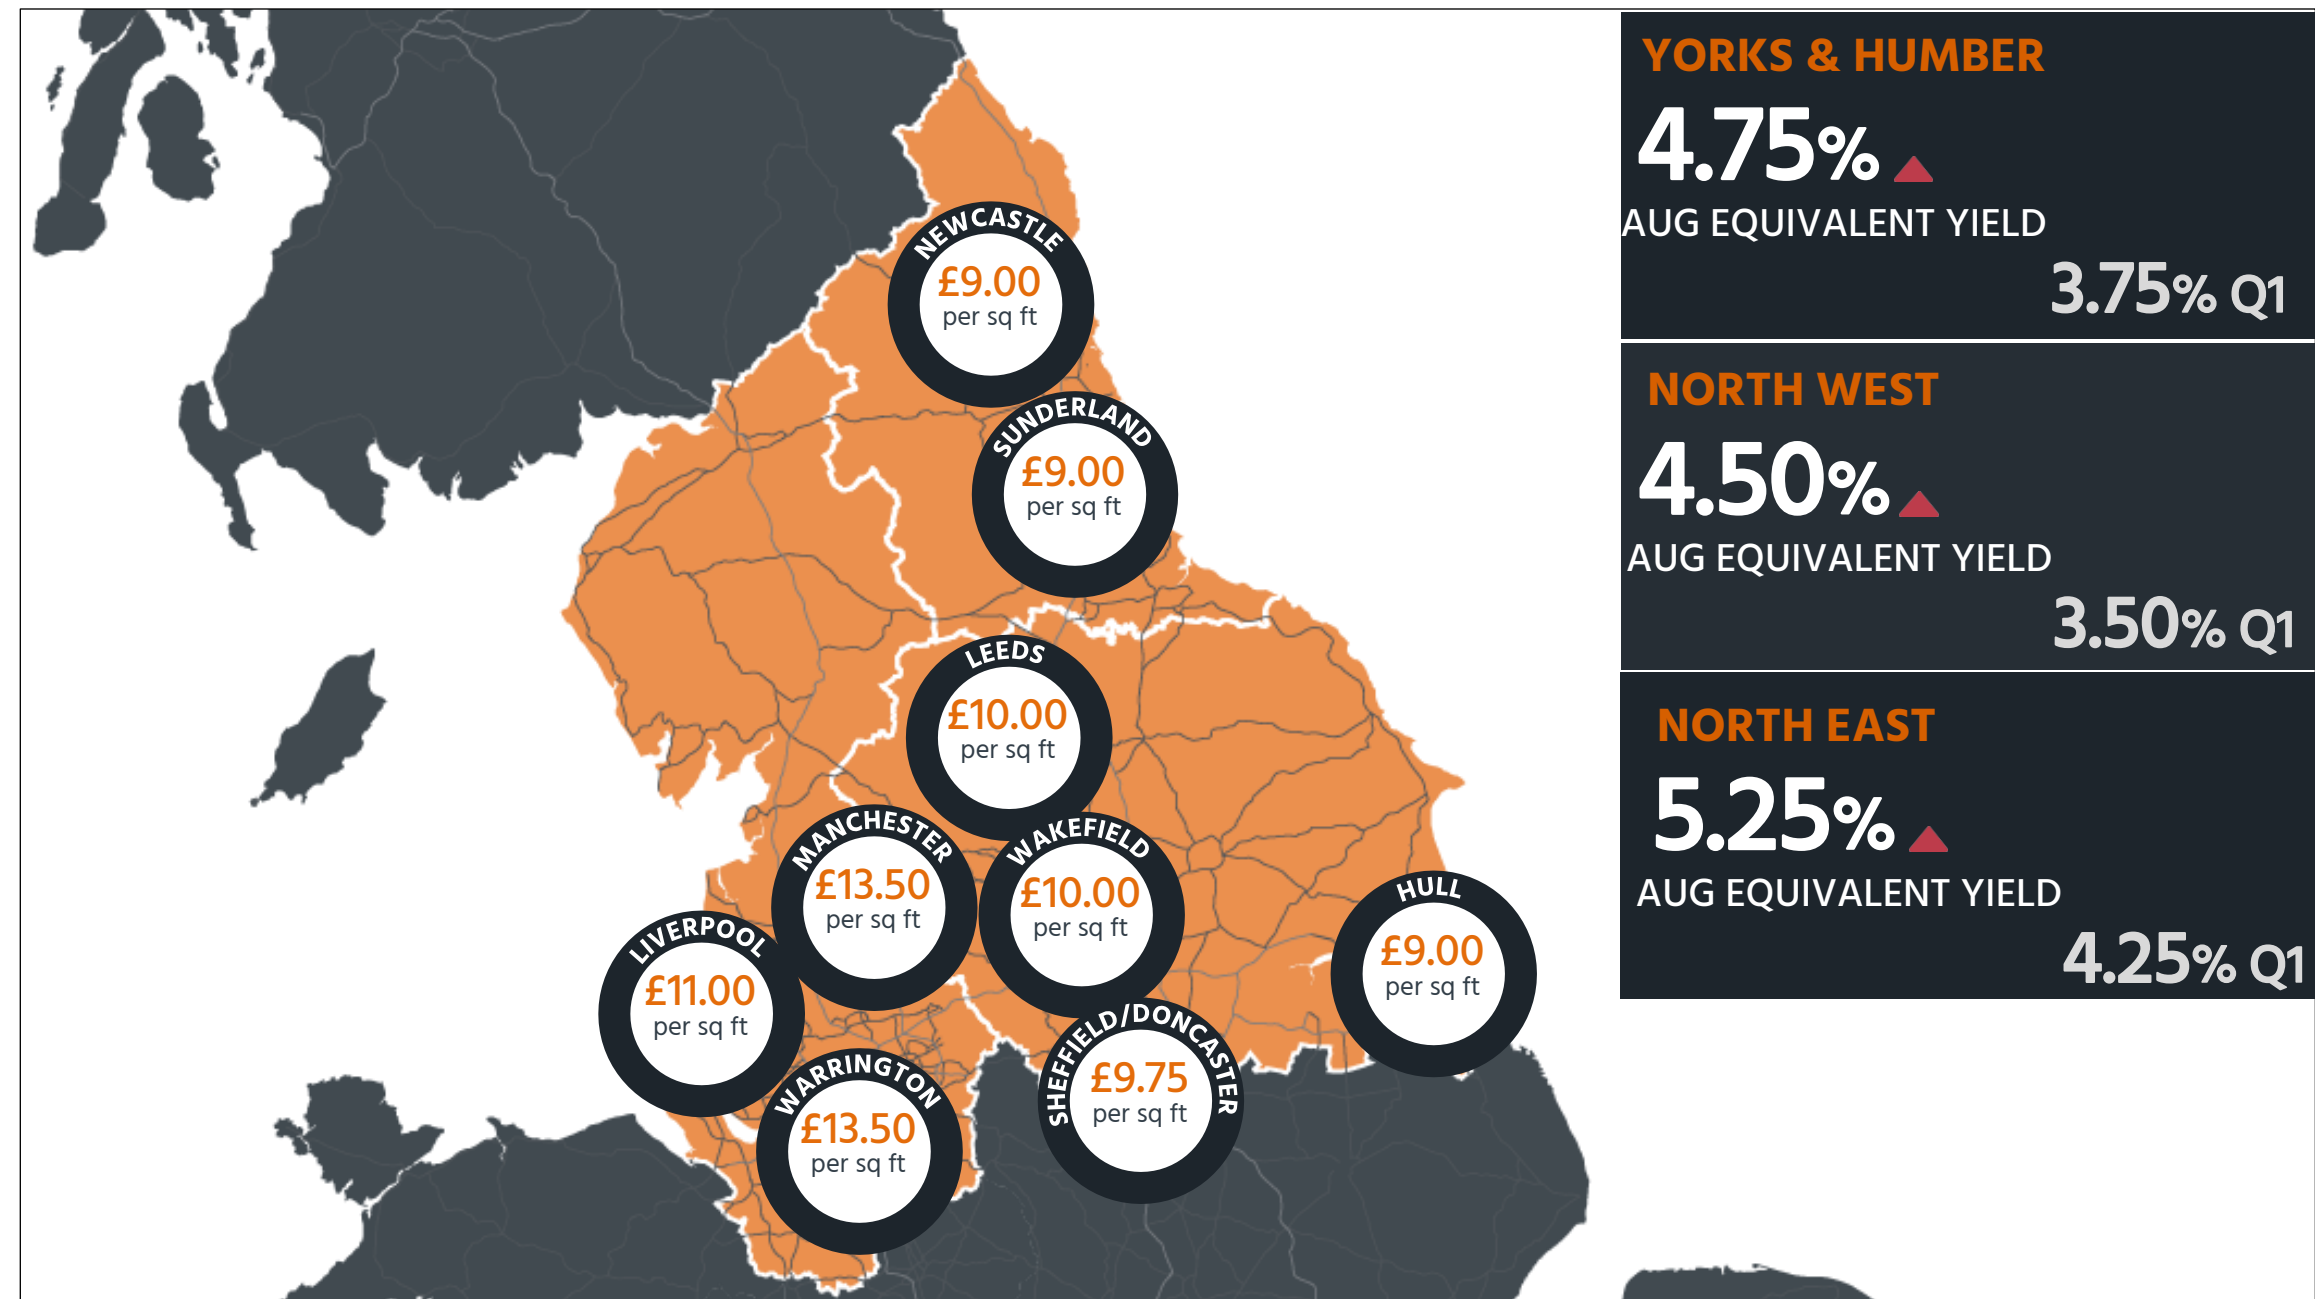 YORKS & HUMBER
4.75%
AUG EQUIVALENT YIELD
3.75% Q1
NORTH WEST
4.50%
AUG EQUIVALENT YIELD
3.50% Q1
NORTH EAST
5.25%
AUG EQUIVALENT YIELD
4.25% Q1
NEWCASTLE
£9.00
per sq ft
SUNDERLAND
£9.00
per sq ft
LEEDS
£10.00
per sq ft
MANCHESTER
£13.50
per sq ft
WAKEFIELD
£10.00
per sq ft
HULL
£9.00
per sq ft
LIVERPOOL
£11.00
per sq ft
SHEFFIELD/DONCASTER
£9.75
per sq ft
WARRINGTON
£13.50
per sq ft